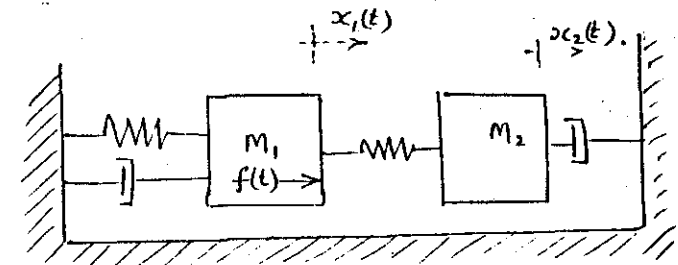 x₁(t)
x₂(t).
M₁
M₂
f(t)